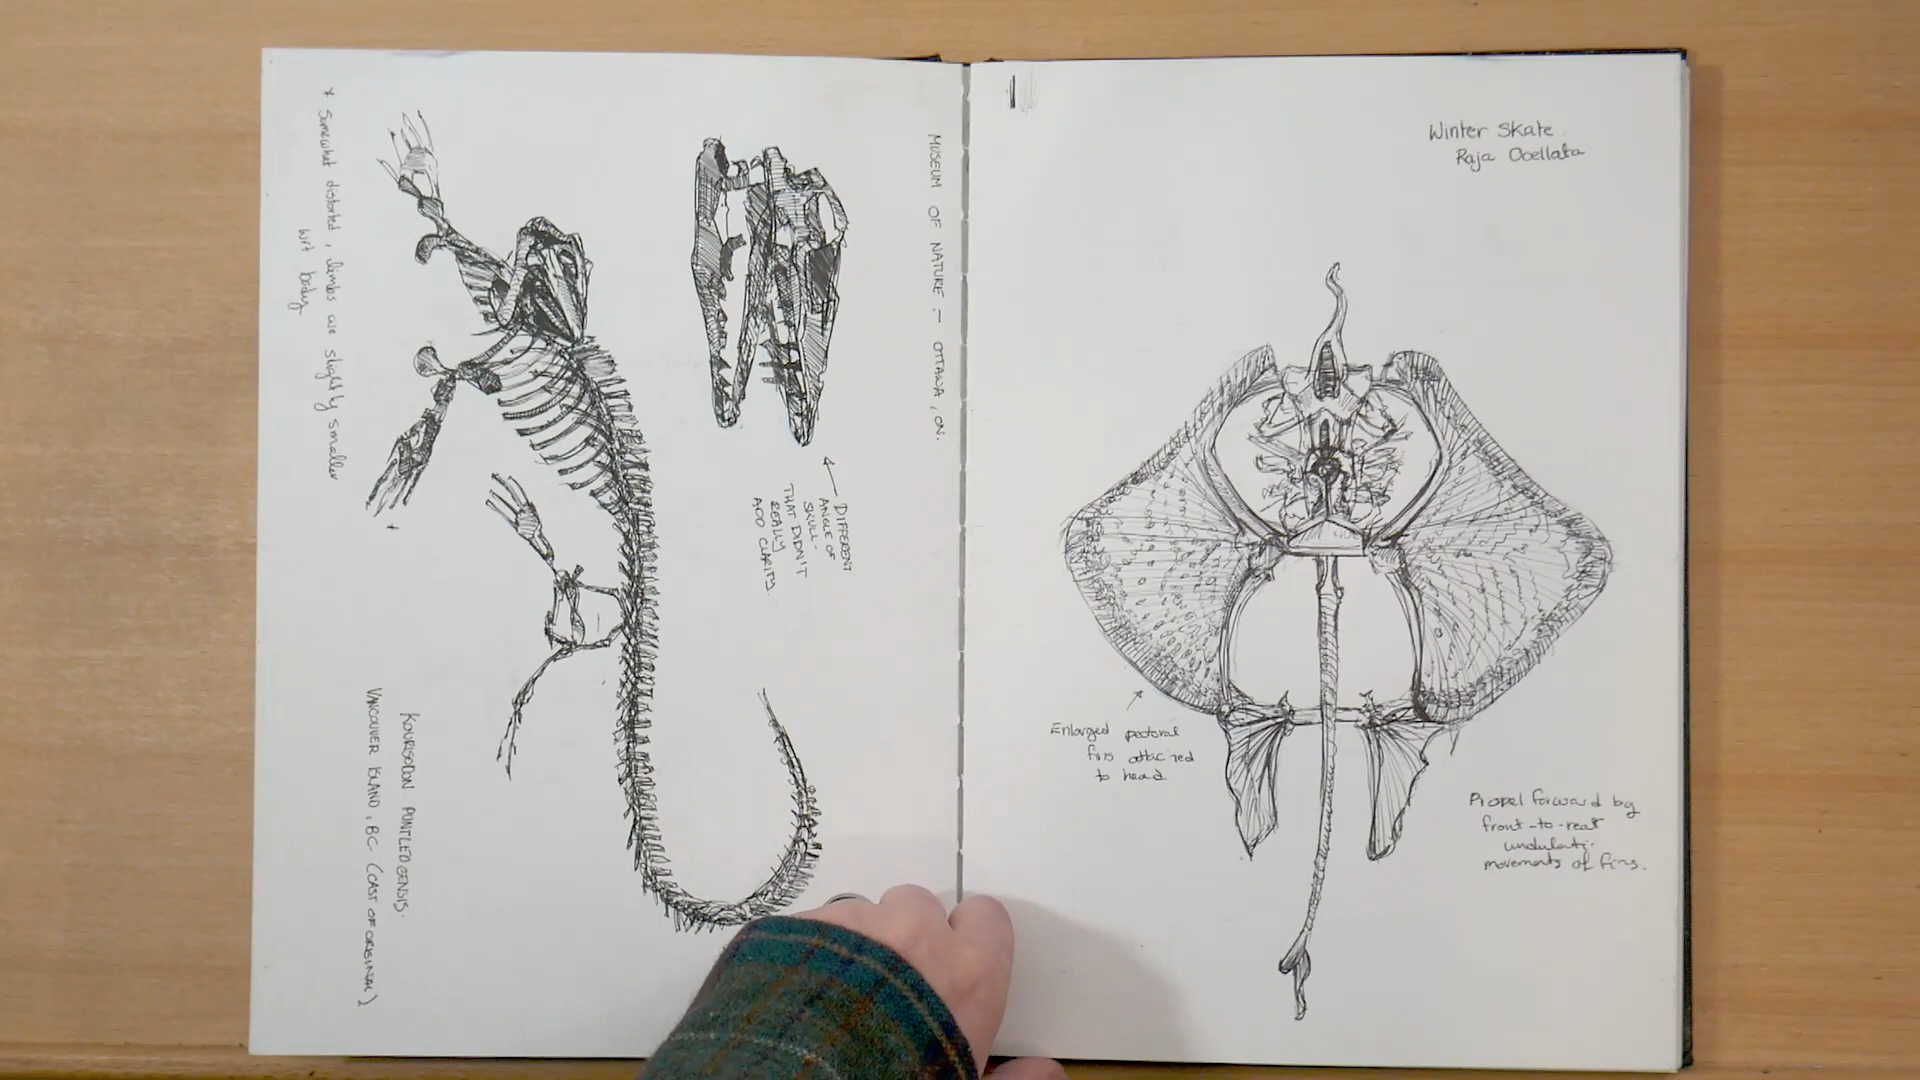 MUSEUM OF NATURE - OTTAWA, ON.
DIFFERENT
ANGLE OF
SKULL -
THAT DIDN'T
REALLY
ADD CLARITY
* Somewhat distorted, limbs are slightly smaller
wrt body
*
KOURISODON PUNTLEDGENSIS.
VANCOUVER ISLAND, BC (CAST OF ORIGINAL)
Winter Skate.
Raja Ocellata
Enlarged pectoral
fins attached
to head.
Propel forward by
front-to-rear
undulati-
movements of fins.